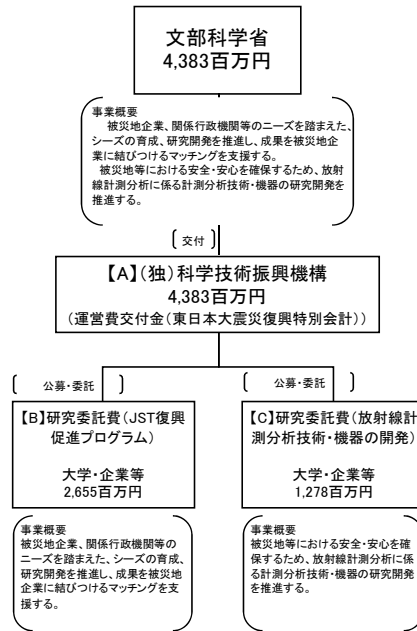 文部科学省
4,383百万円
事業概要
被災地企業、関係行政機関等のニーズを踏まえた、
シーズの育成、研究開発を推進し、成果を被災地企
業に結びつけるマッチングを支援する。
被災地等における安全・安心を確保するため、放射
線計測分析に係る計測分析技術・機器の研究開発を
推進する。
交付
【A】(独)科学技術振興機構
4,383百万円
(運営費交付金(東日本大震災復興特別会計))
公募・委託
【B】研究委託費(JST復興
促進プログラム)
大学・企業等
2,655百万円
事業概要
被災地企業、関係行政機関等の
ニーズを踏まえた、シーズの育成、
研究開発を推進し、成果を被災地
企業に結びつけるマッチングを支
援する。
公募・委託
【C】研究委託費(放射線計
測分析技術・機器の開発)
大学・企業等
1,278百万円
事業概要
被災地等における安全・安心を確
保するため、放射線計測分析に係
る計測分析技術・機器の研究開発
を推進する。